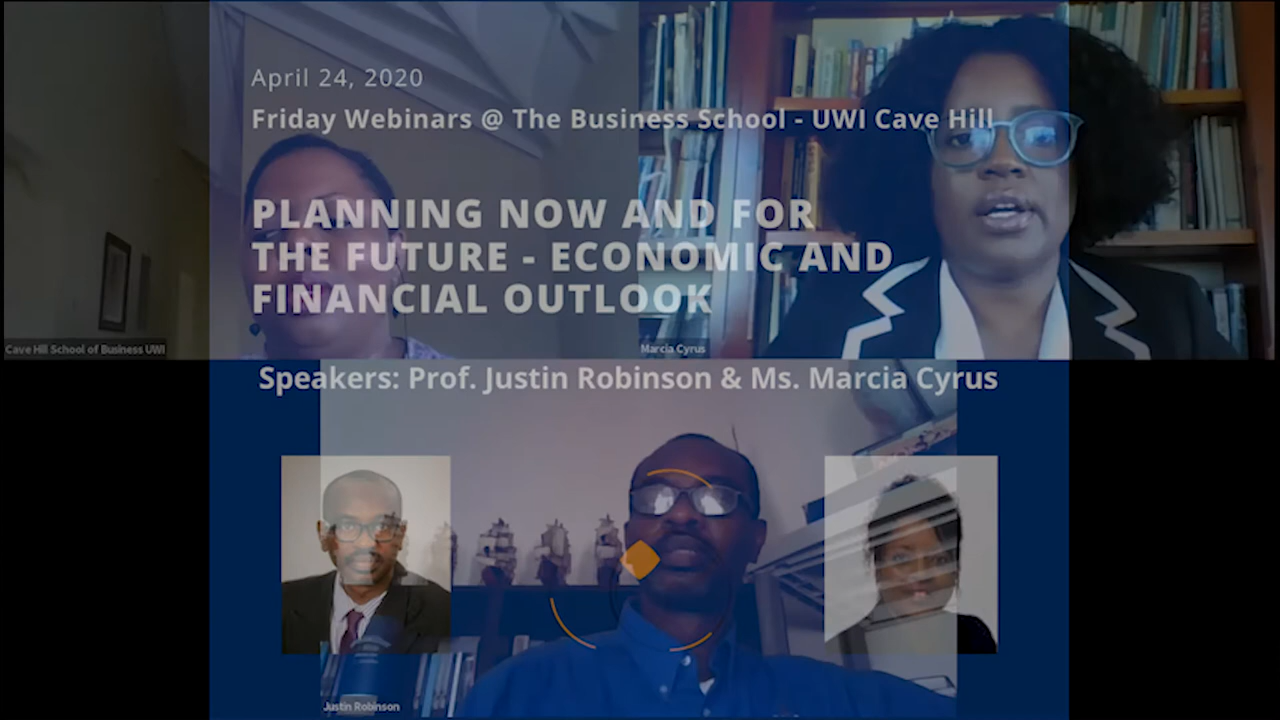 April 24, 2020
Friday Webinars @ The Business School - UWI Cave Hill
PLANNING NOW AND FOR
THE FUTURE - ECONOMIC AND
FINANCIAL OUTLOOK
Cave Hill School of Business UWI
Marcia Cyrus
Speakers: Prof. Justin Robinson & Ms. Marcia Cyrus
Justin Robinson